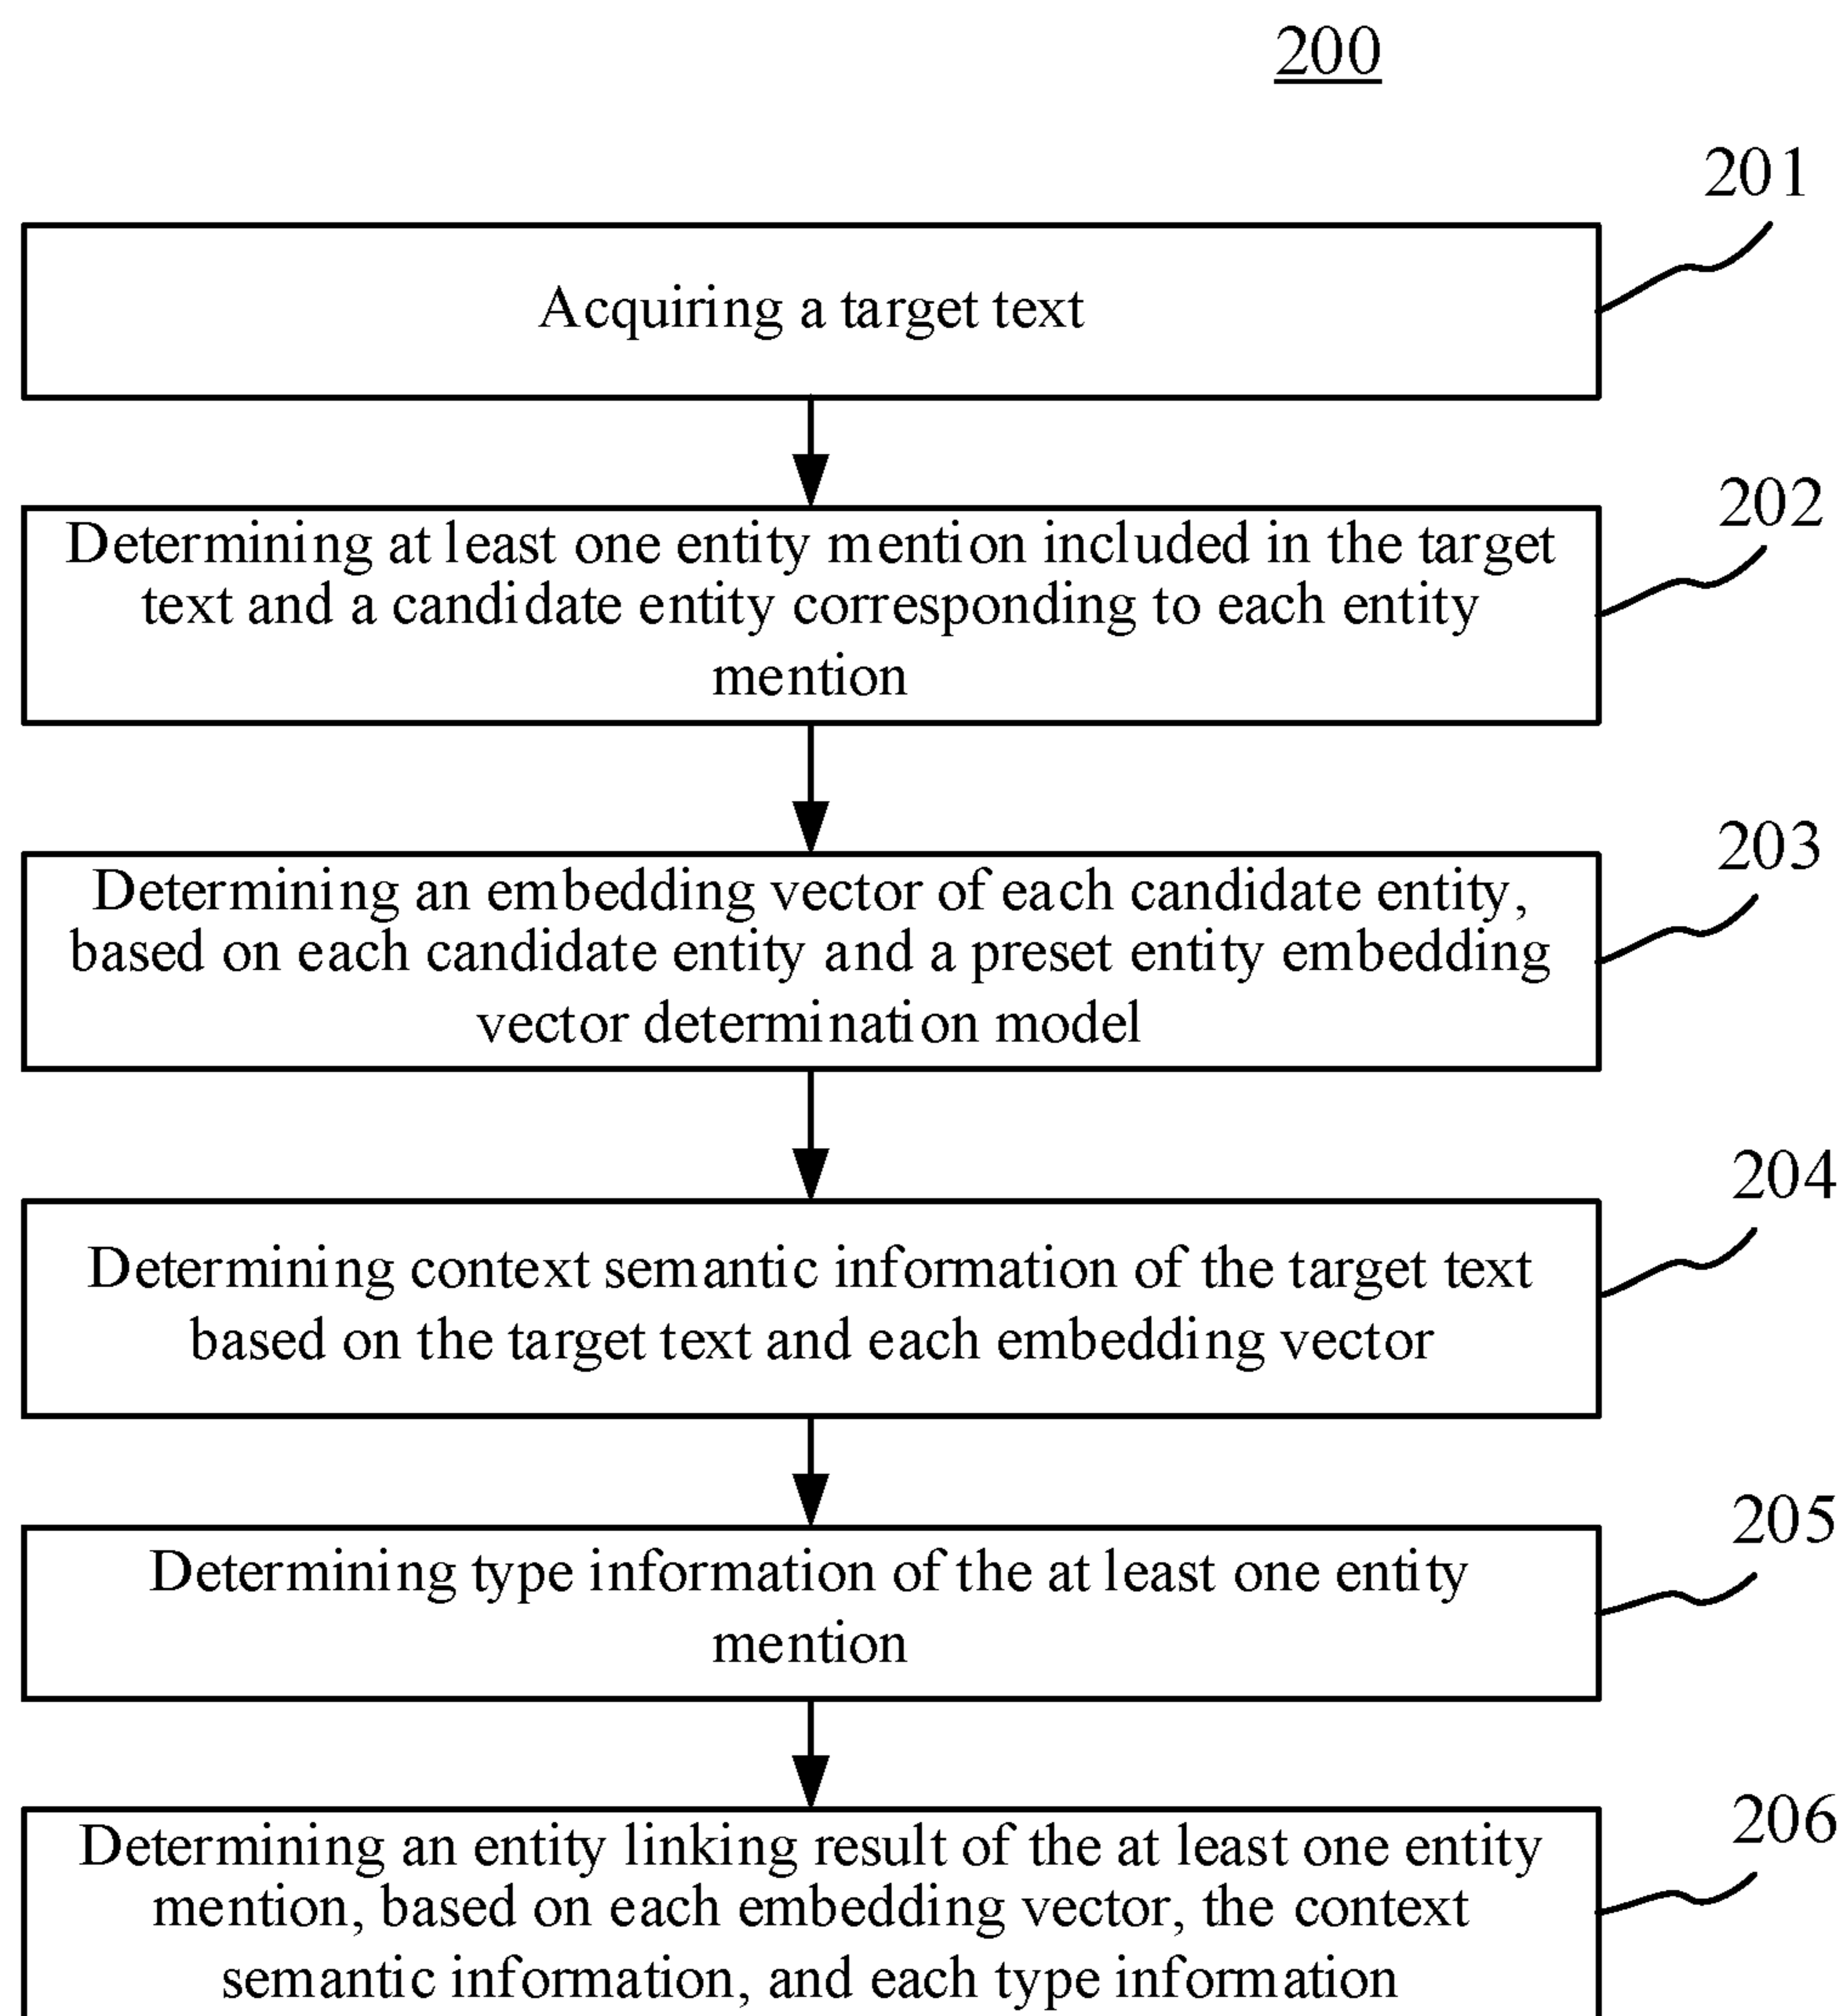 200
201
Acquiring a target text
202
Determining at least one entity mention included in the target
text and a candidate entity corresponding to each entity
mention
203
Determining an embedding vector of each candidate entity,
based on each candidate entity and a preset entity embedding
vector determination model
204
Determining context semantic information of the target text
based on the target text and each embedding vector
205
Determining type information of the at least one entity
mention
206
Determining an entity linking result of the at least one entity
mention, based on each embedding vector, the context
semantic information, and each type information